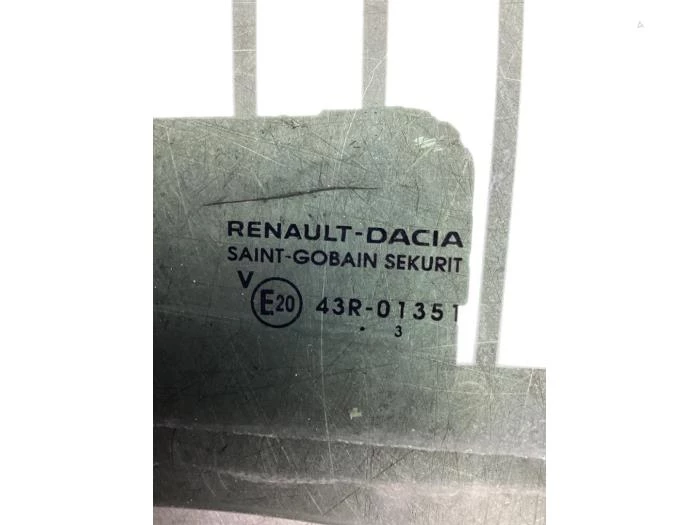 RENAULT-DACIA
SAINT-GOBAIN SEKURIT
V
E20 43R-01351
. 3